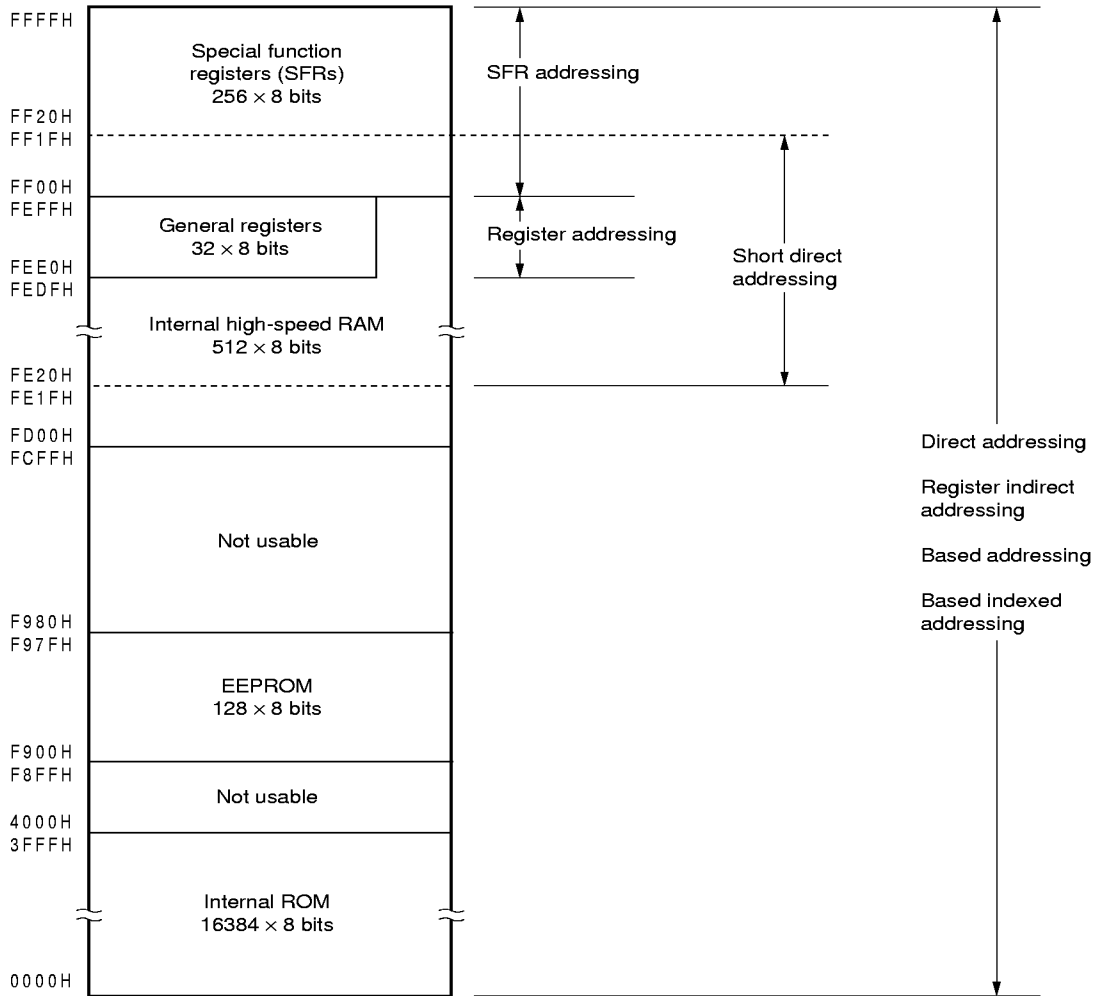 FFFFH
Special function
registers (SFRs)
256 × 8 bits
SFR addressing
FF20H
FF1FH
FF00H
FEFFH
General registers
32 × 8 bits
Register addressing
Short direct
addressing
FEE0H
FEDFH
Internal high-speed RAM
512 × 8 bits
FE20H
FE1FH
FD00H
FCFFH
Direct addressing
Register indirect
addressing
Based addressing
Based indexed
addressing
Not usable
F980H
F97FH
EEPROM
128 × 8 bits
F900H
F8FFH
Not usable
4000H
3FFFH
Internal ROM
16384 × 8 bits
0000H